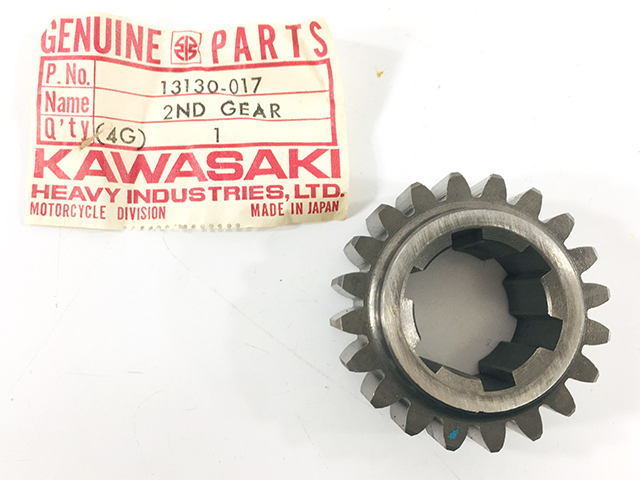 GENUINE PARTS
P. No. 13130-017
Name 2ND GEAR
Q'ty (4G) 1
KAWASAKI
HEAVY INDUSTRIES, LTD.
MOTORCYCLE DIVISION MADE IN JAPAN